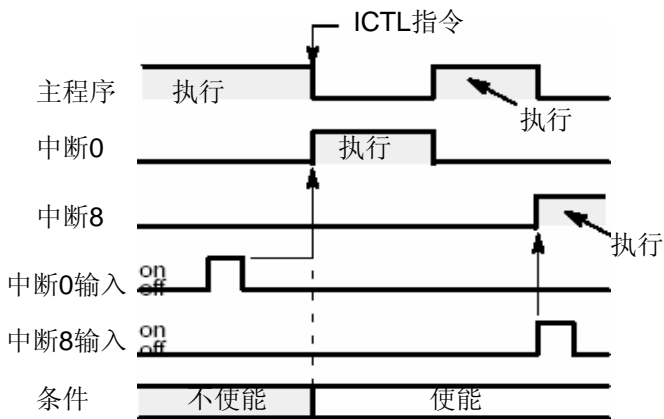 ICTL指令
主程序
执行
执行
中断0
执行
中断8
执行
中断0输入
on
off
中断8输入
on
off
条件
不使能
使能